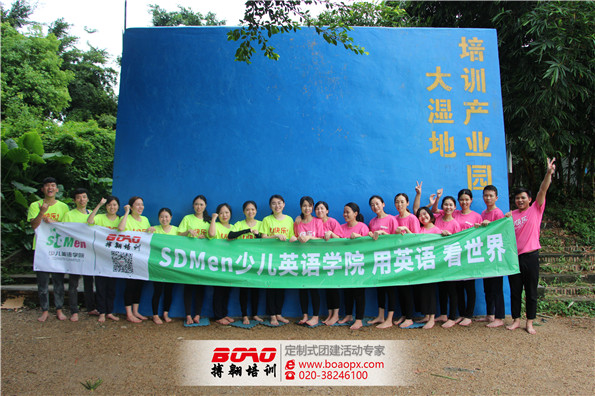 培训产业园
大湿地
SDMen
少儿英语学院
BOAO
搏翱培训
SDMen少儿英语学院 用英语 看世界
BOAO
搏翱培训
定制式团建活动专家
www.boaopx.com
020-38246100